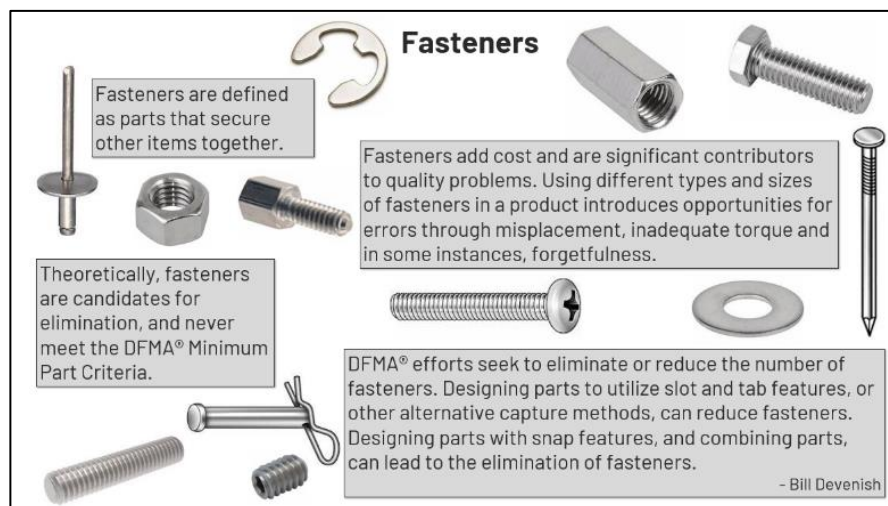 Fasteners
Fasteners are defined
as parts that secure
other items together.
Fasteners add cost and are significant contributors
to quality problems. Using different types and sizes
of fasteners in a product introduces opportunities for
errors through misplacement, inadequate torque and
in some instances, forgetfulness.
Theoretically, fasteners
are candidates for
elimination, and never
meet the DFMA® Minimum
Part Criteria.
DFMA® efforts seek to eliminate or reduce the number of
fasteners. Designing parts to utilize slot and tab features, or
other alternative capture methods, can reduce fasteners.
Designing parts with snap features, and combining parts,
can lead to the elimination of fasteners.
- Bill Devenish